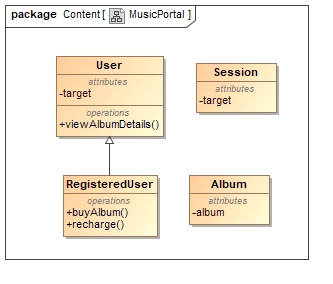 package Content [ MusicPortal ]
User
attributes
-target
operations
+viewAlbumDetails()
Session
attributes
-target
RegisteredUser
operations
+buyAlbum()
+recharge()
Album
attributes
-album